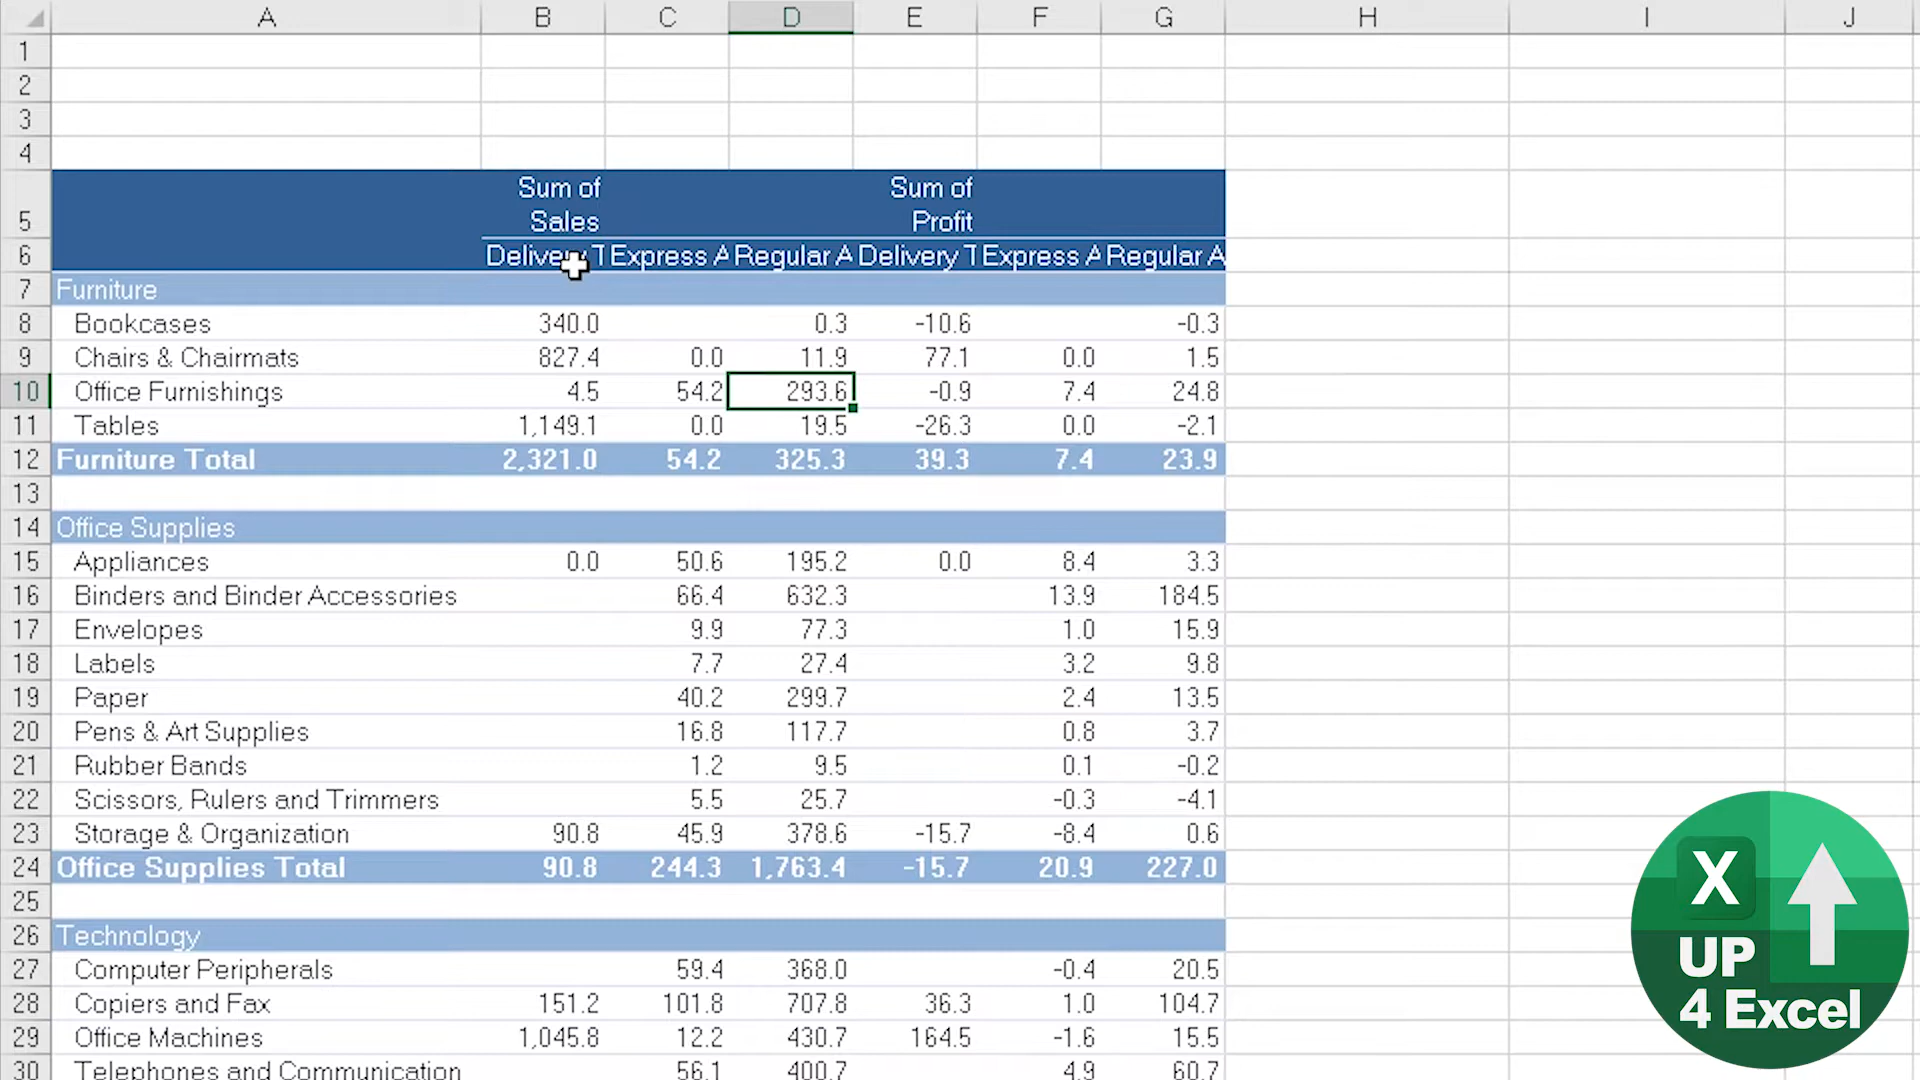 A B C D E F G H I J
1
2
3
4
5 Sum of Sales Sum of Profit
6 Delivery T Express A Regular A Delivery T Express A Regular A
7 Furniture
8 Bookcases 340.0 0.3 -10.6 -0.3
9 Chairs & Chairmats 827.4 0.0 11.9 77.1 0.0 1.5
10 Office Furnishings 4.5 54.2 293.6 -0.9 7.4 24.8
11 Tables 1,149.1 0.0 19.5 -26.3 0.0 -2.1
12 Furniture Total 2,321.0 54.2 325.3 39.3 7.4 23.9
13
14 Office Supplies
15 Appliances 0.0 50.6 195.2 0.0 8.4 3.3
16 Binders and Binder Accessories 66.4 632.3 13.9 184.5
17 Envelopes 9.9 77.3 1.0 15.9
18 Labels 7.7 27.4 3.2 9.8
19 Paper 40.2 299.7 2.4 13.5
20 Pens & Art Supplies 16.8 117.7 0.8 3.7
21 Rubber Bands 1.2 9.5 0.1 -0.2
22 Scissors, Rulers and Trimmers 5.5 25.7 -0.3 -4.1
23 Storage & Organization 90.8 45.9 378.6 -15.7 -8.4 0.6
24 Office Supplies Total 90.8 244.3 1,763.4 -15.7 20.9 227.0
25
26 Technology
27 Computer Peripherals 59.4 368.0 -0.4 20.5
28 Copiers and Fax 151.2 101.8 707.8 36.3 1.0 104.7
29 Office Machines 1,045.8 12.2 430.7 164.5 -1.6 15.5
30 Telephones and Communication 56.1 400.7 4.9 60.7
X
UP
4 Excel